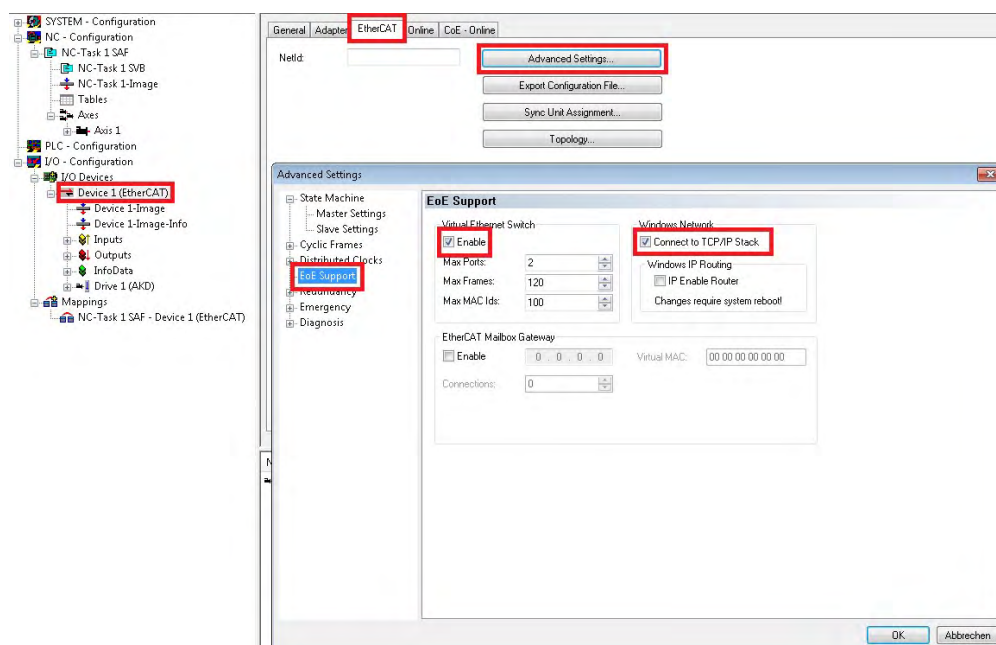 SYSTEM - Configuration
NC - Configuration
NC-Task 1 SAF
NC-Task 1 SVB
NC-Task 1-Image
Tables
Axes
Axis 1
PLC - Configuration
I/O - Configuration
I/O Devices
Device 1 (EtherCAT)
Device 1-Image
Device 1-Image-Info
Inputs
Outputs
InfoData
Drive 1 (AKD)
Mappings
NC-Task 1 SAF - Device 1 (EtherCAT)
General Adapter EtherCAT Online CoE - Online
NetId:
Advanced Settings...
Export Configuration File...
Sync Unit Assignment...
Topology...
Advanced Settings
State Machine
Master Settings
Slave Settings
Cyclic Frames
Distributed Clocks
EoE Support
Redundancy
Emergency
Diagnosis
EoE Support
Virtual Ethernet Switch
Enable
Max Ports: 2
Max Frames: 120
Max MAC Ids: 100
Windows Network
Connect to TCP/IP Stack
Windows IP Routing
IP Enable Router
Changes require system reboot!
EtherCAT Mailbox Gateway
Enable 0 . 0 . 0 . 0 Virtual MAC: 00 00 00 00 00 00
Connections: 0
N
OK Abbrechen